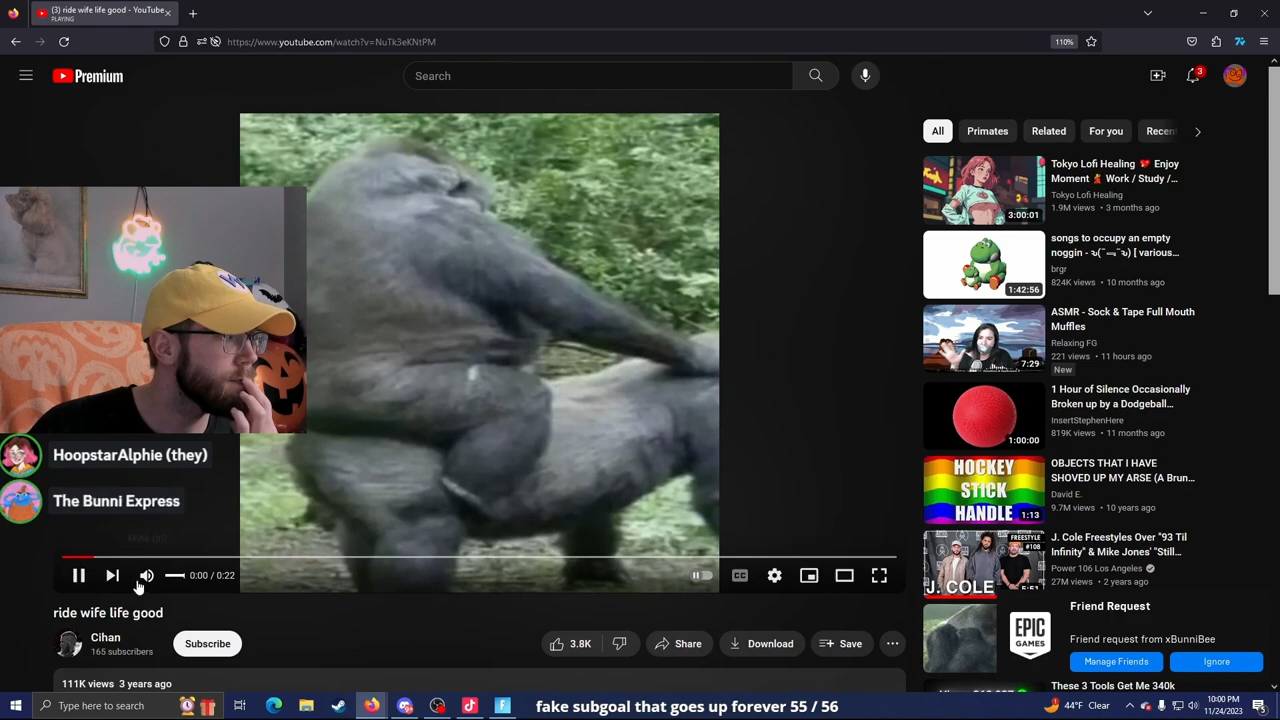 (3) ride wife life good - YouTube
PLAYING
https://www.youtube.com/watch?v=NuTk3eKNtPM
110%
Premium
Search
3
All
Primates
Related
For you
Recen
Tokyo Lofi Healing 💖 Enjoy
Moment 💃 Work / Study /...
Tokyo Lofi Healing
1.9M views • 3 months ago
3:00:01
songs to occupy an empty
brgr
824K views • 10 months ago
1:42:56
ASMR - Sock & Tape Full Mouth
Muffles
Relaxing FG
221 views • 11 hours ago
New
7:29
1 Hour of Silence Occasionally
Broken up by a Dodgeball...
InsertStephenHere
819K views • 11 months ago
1:00:00
HOCKEY
STICK
HANDLE
1:13
OBJECTS THAT I HAVE
SHOVED UP MY ARSE (A Brun...
David E.
9.7M views • 10 years ago
FREESTYLE
#108
J. COLE
5:51
J. Cole Freestyles Over "93 Til
Infinity" & Mike Jones' "Still...
Power 106 Los Angeles
27M views • 2 years ago
HoopstarAlphie (they)
The Bunni Express
Mute (m)
0:00 / 0:22
CC
ride wife life good
Cihan
165 subscribers
Subscribe
3.8K
Share
Download
Save
111K views 3 years ago
EPIC
GAMES
Friend Request
Friend request from xBunniBee
Manage Friends
Ignore
These 3 Tools Get Me 340k
Type here to search
fake subgoal that goes up forever 55 / 56
44°F Clear
10:00 PM
11/24/2023